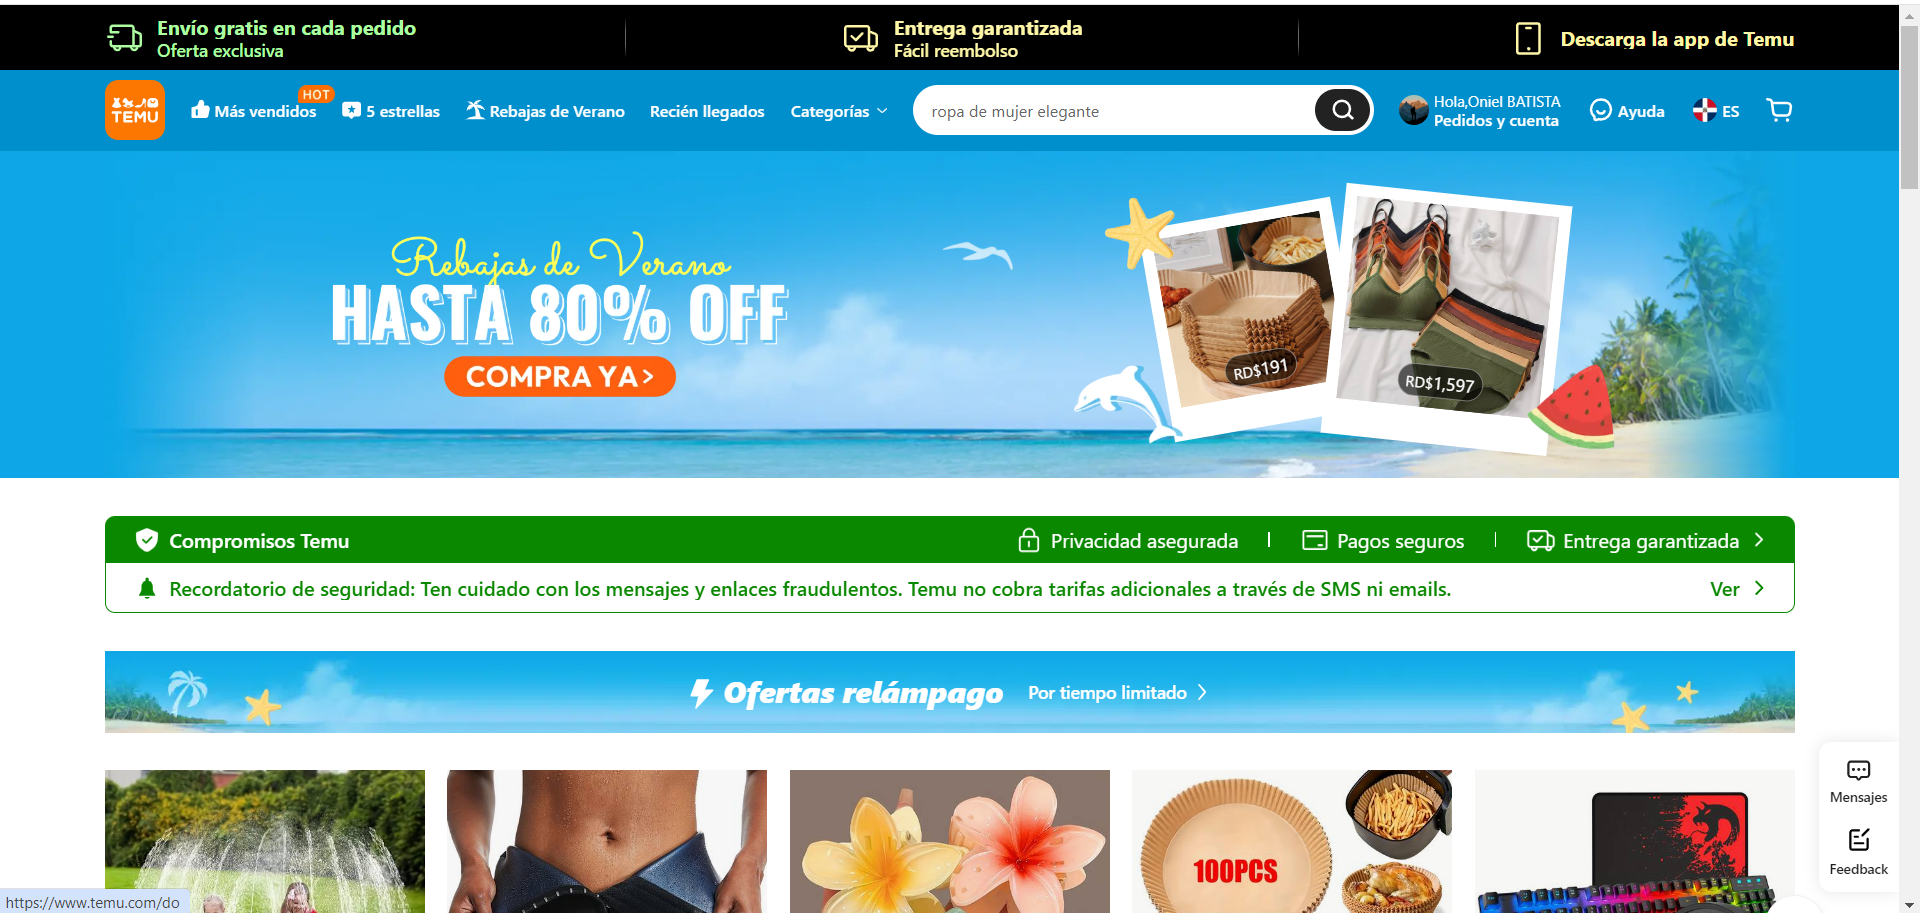 Envío gratis en cada pedido
Oferta exclusiva
Entrega garantizada
Fácil reembolso
Descarga la app de Temu
TEMU
Más vendidos
HOT
5 estrellas
Rebajas de Verano
Recién llegados
Categorías
ropa de mujer elegante
Hola,Oniel BATISTA
Pedidos y cuenta
Ayuda
ES
Rebajas de Verano
HASTA 80% OFF
COMPRA YA>
RD$191
RD$1,597
Compromisos Temu
Privacidad asegurada
Pagos seguros
Entrega garantizada
Recordatorio de seguridad: Ten cuidado con los mensajes y enlaces fraudulentos. Temu no cobra tarifas adicionales a través de SMS ni emails.
Ver
Ofertas relámpago
Por tiempo limitado
100PCS
Mensajes
Feedback
https://www.temu.com/do